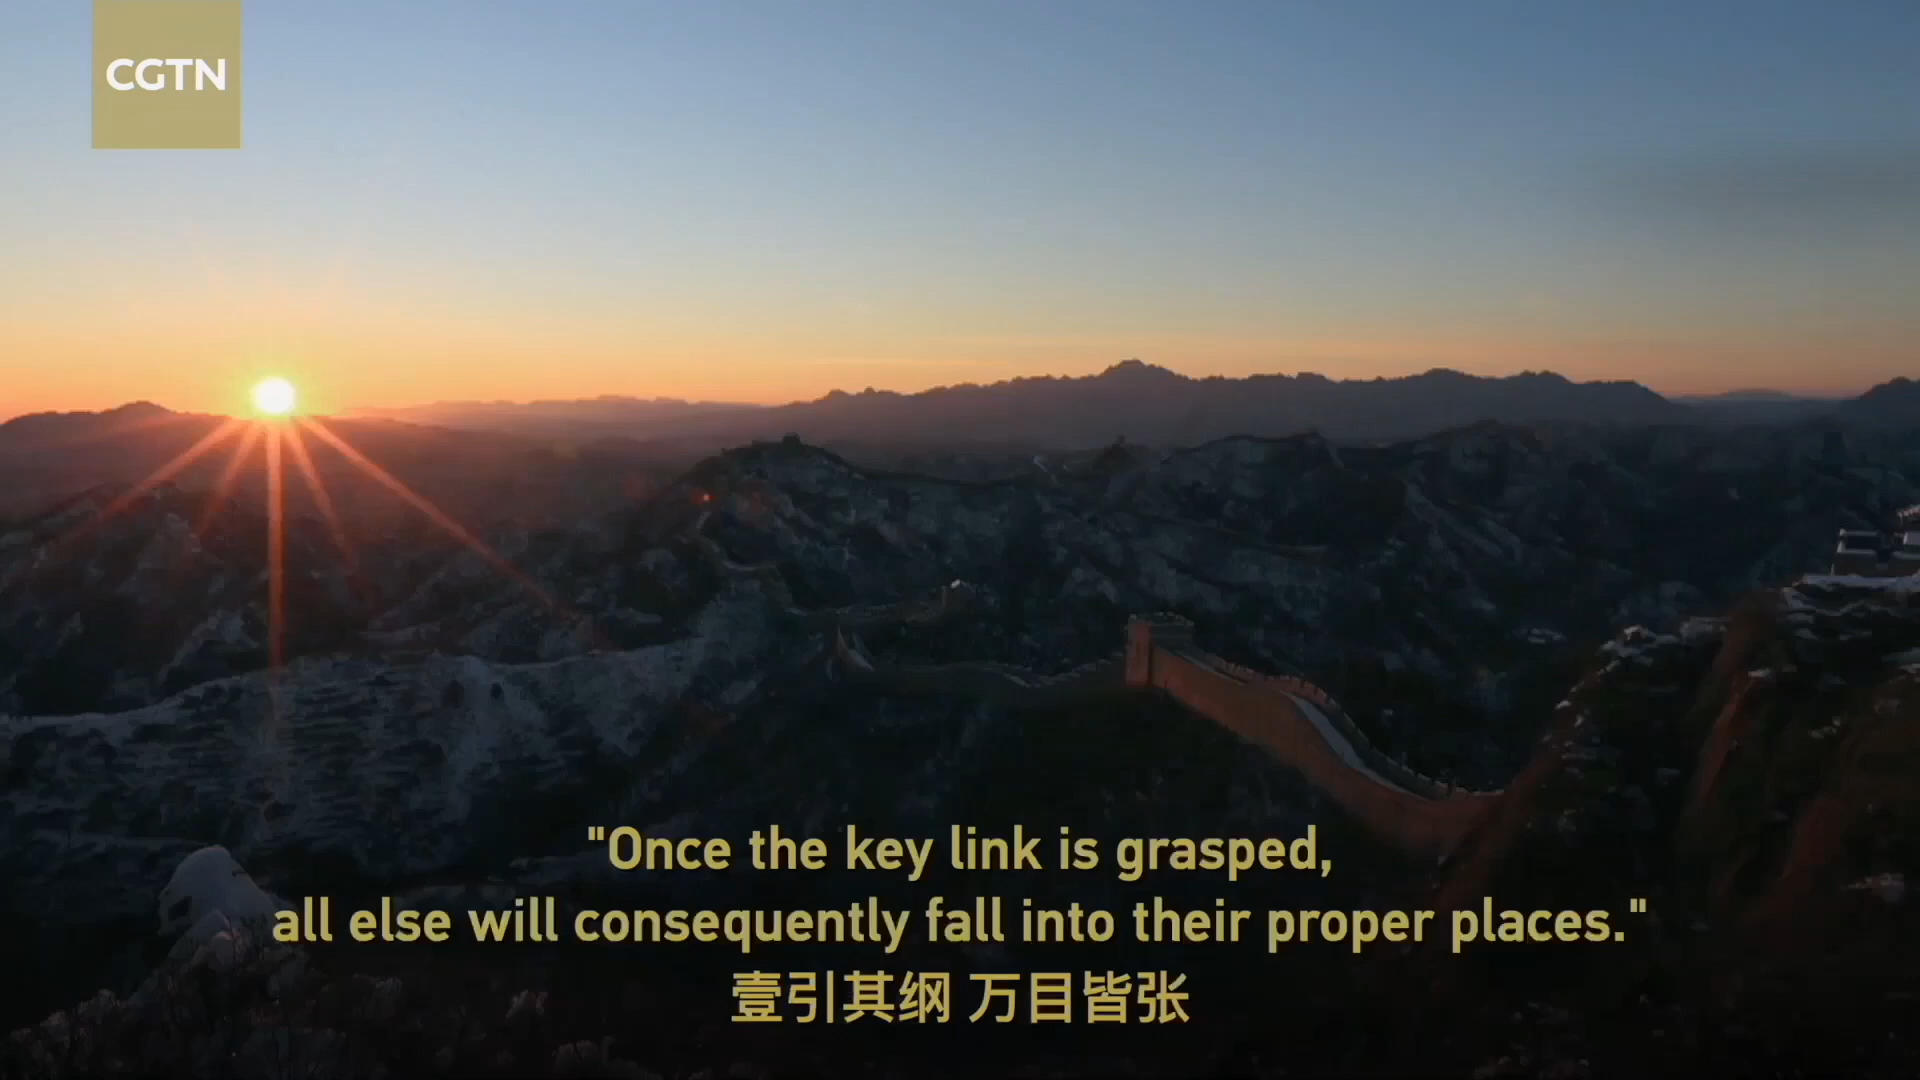 CGTN
"Once the key link is grasped,
all else will consequently fall into their proper places."
壹引其纲 万目皆张